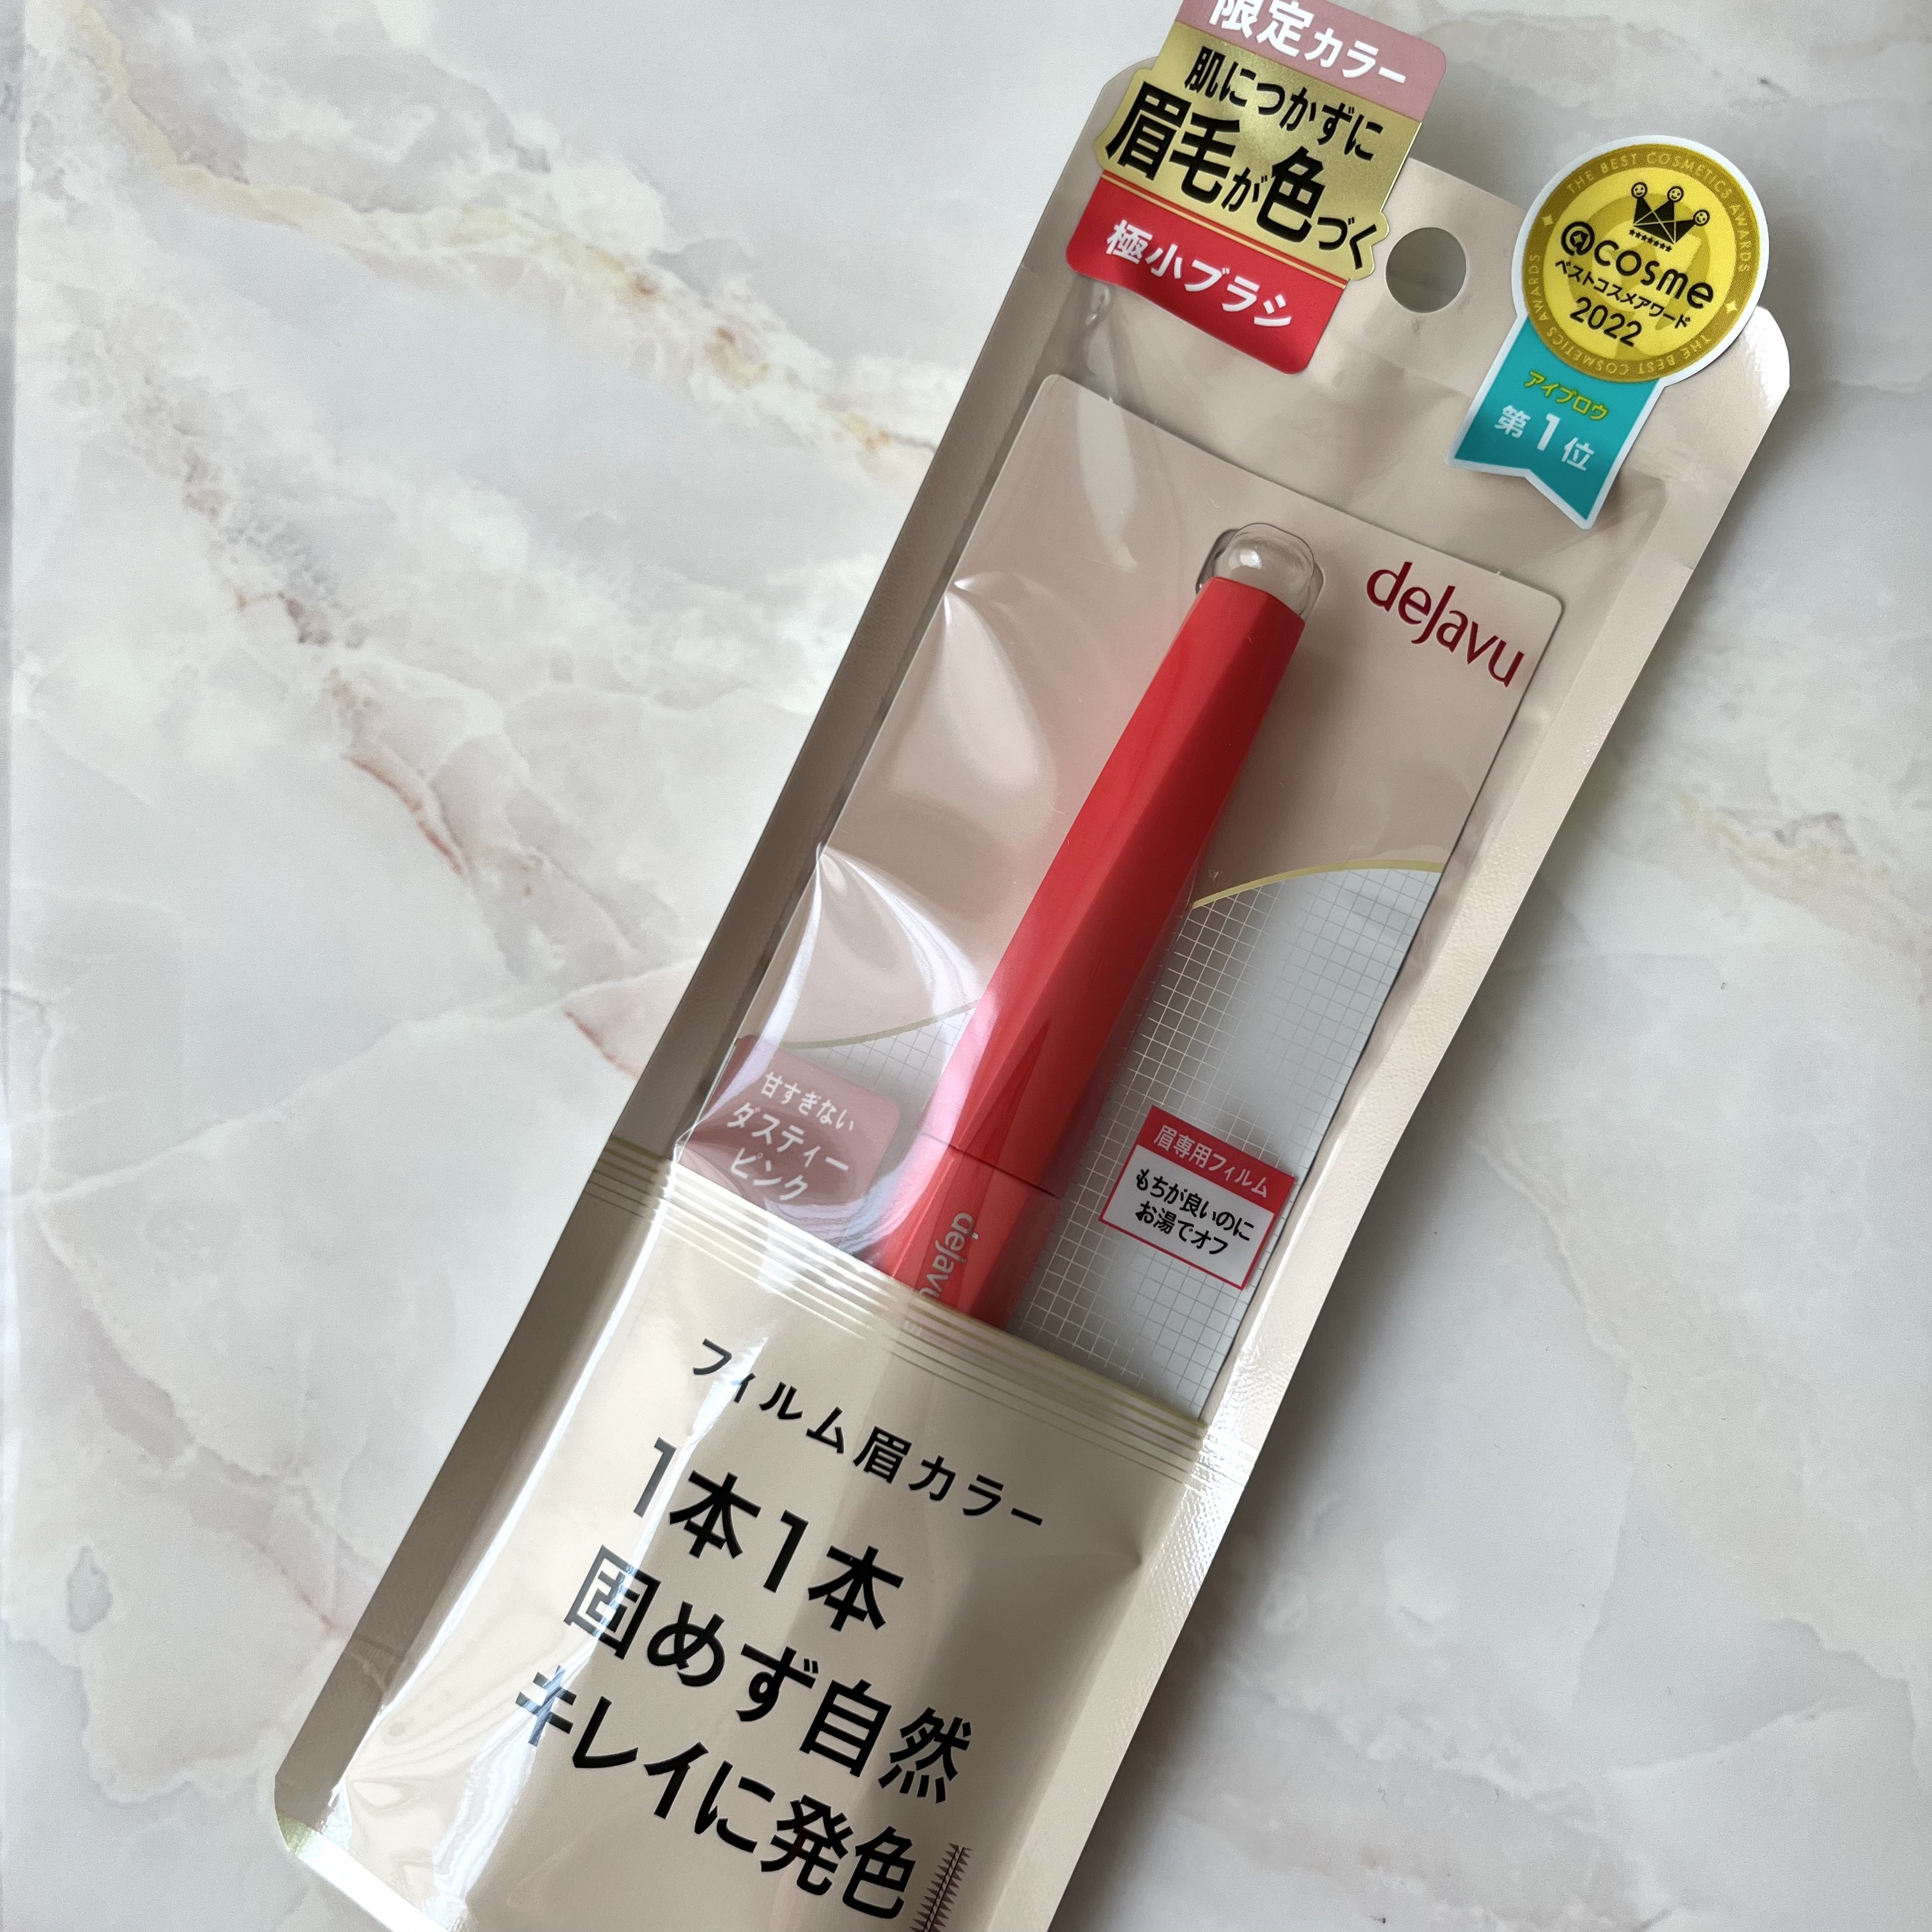 限定カラー
肌につかずに
眉毛が色づく
極小ブラシ
THE BEST COSMETICS AWARDS
@cosme
ベストコスメアワード
2022
THE BEST COSMETICS AWARDS
アイブロウ
第1位
dejavu
甘すぎない
ダスティー
ピンク
眉専用フィルム
もちが良いのに
お湯でオフ
dejavu
フィルム眉カラー
1本1本
固めず自然
キレイに発色